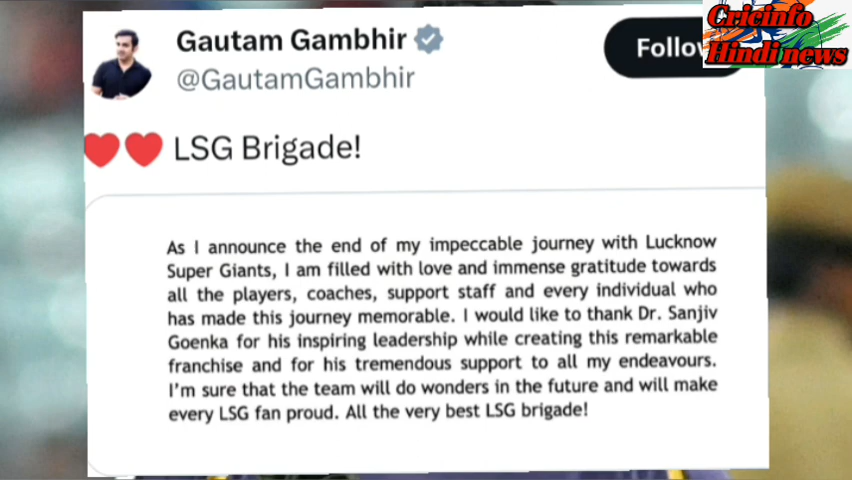 Gautam Gambhir
@GautamGambhir
Cricinfo
Hindi news
❤️❤️ LSG Brigade!
As I announce the end of my impeccable journey with Lucknow
Super Giants, I am filled with love and immense gratitude towards
all the players, coaches, support staff and every individual who
has made this journey memorable. I would like to thank Dr. Sanjiv
Goenka for his inspiring leadership while creating this remarkable
franchise and for his tremendous support to all my endeavours.
I'm sure that the team will do wonders in the future and will make
every LSG fan proud. All the very best LSG brigade!